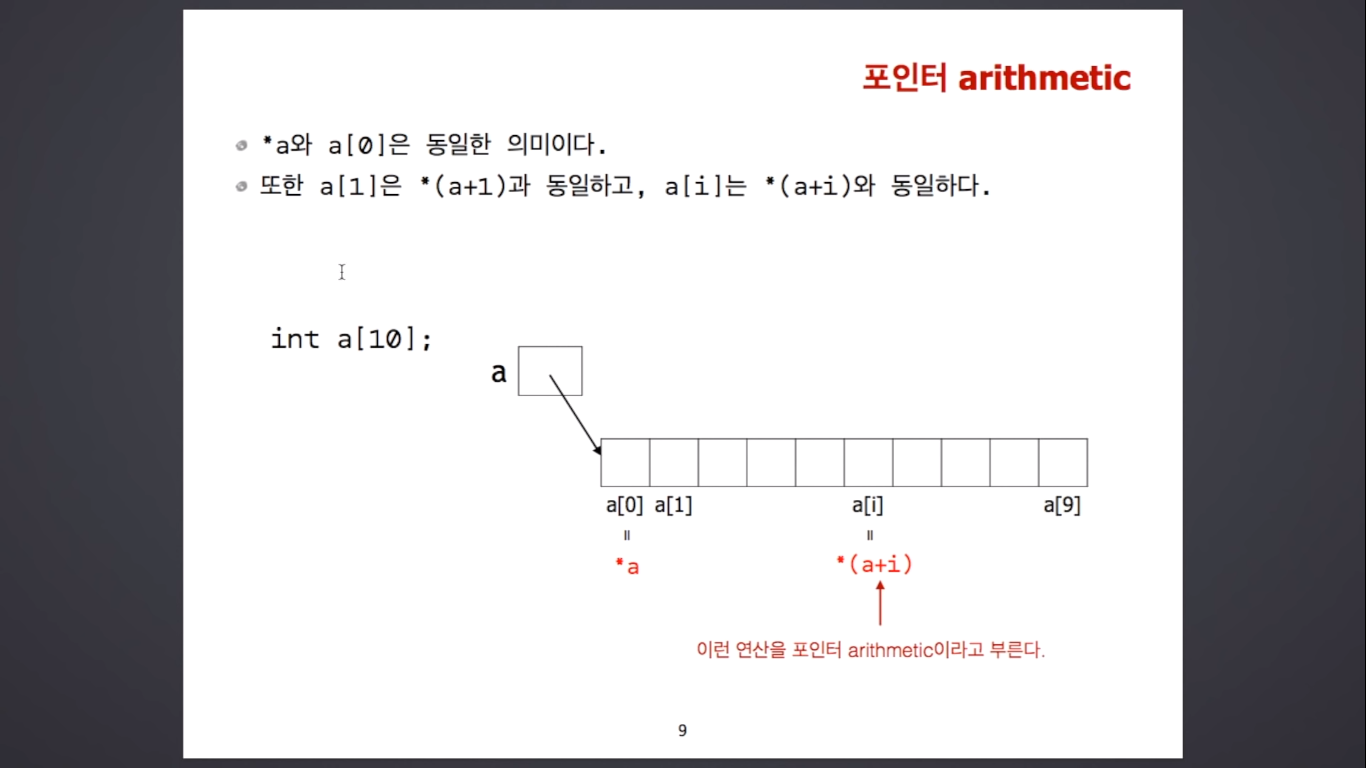 포인터 arithmetic
*a와 a[0]은 동일한 의미이다.
또한 a[1]은 *(a+1)과 동일하고, a[i]는 *(a+i)와 동일하다.
int a[10];
a
a[0] a[1] a[i] a[9]
= =
*a *(a+i)
이런 연산을 포인터 arithmetic이라고 부른다.
9